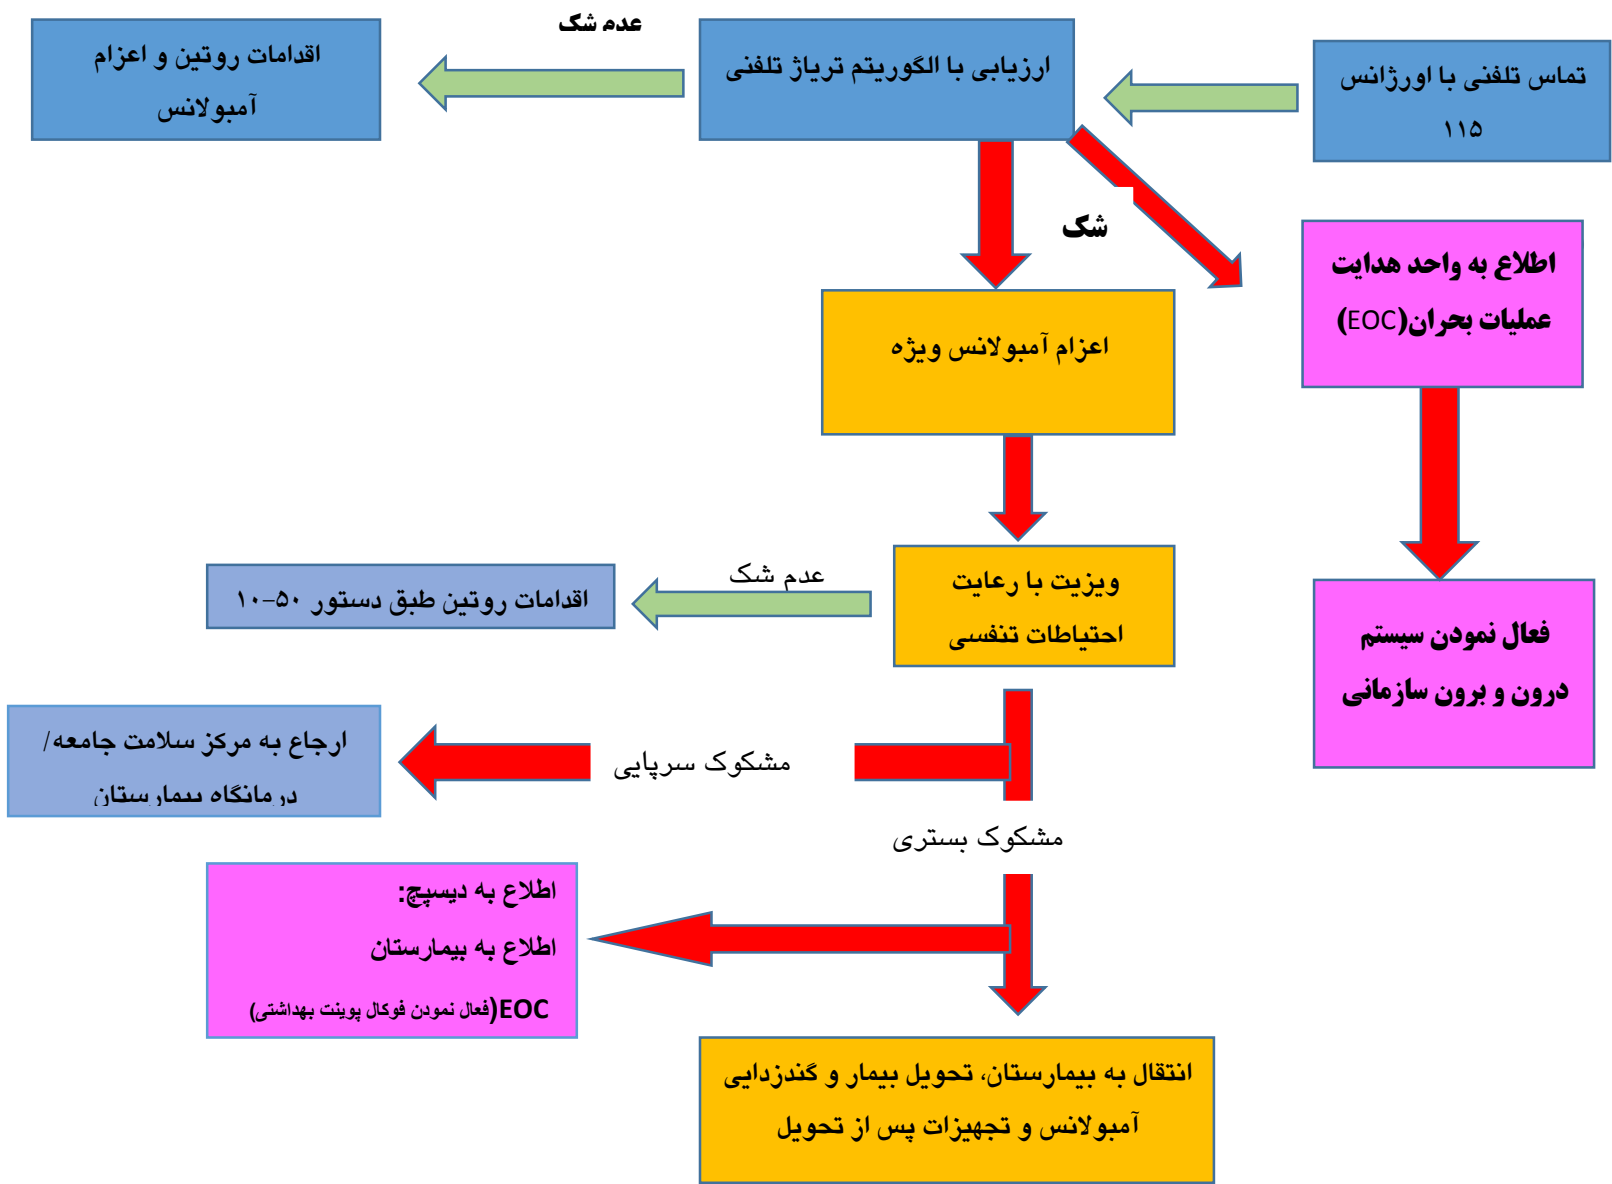 تماس تلفنی با اورژانس
۱۱۵
ارزیابی با الگوریتم تریاژ تلفنی
عدم شک
اقدامات روتین و اعزام
آمبولانس
شک
اطلاع به واحد هدایت
عملیات بحران(EOC)
اعزام آمبولانس ویژه
فعال نمودن سیستم
درون و برون سازمانی
ویزیت با رعایت
احتیاطات تنفسی
عدم شک
اقدامات روتین طبق دستور ۵۰-۱۰
مشکوک سرپایی
ارجاع به مرکز سلامت جامعه/
درمانگاه بیمارستان
مشکوک بستری
اطلاع به دیسپچ:
اطلاع به بیمارستان
EOC(فعال نمودن فوکال پوینت بهداشتی)
انتقال به بیمارستان، تحویل بیمار و گندزدایی
آمبولانس و تجهیزات پس از تحویل